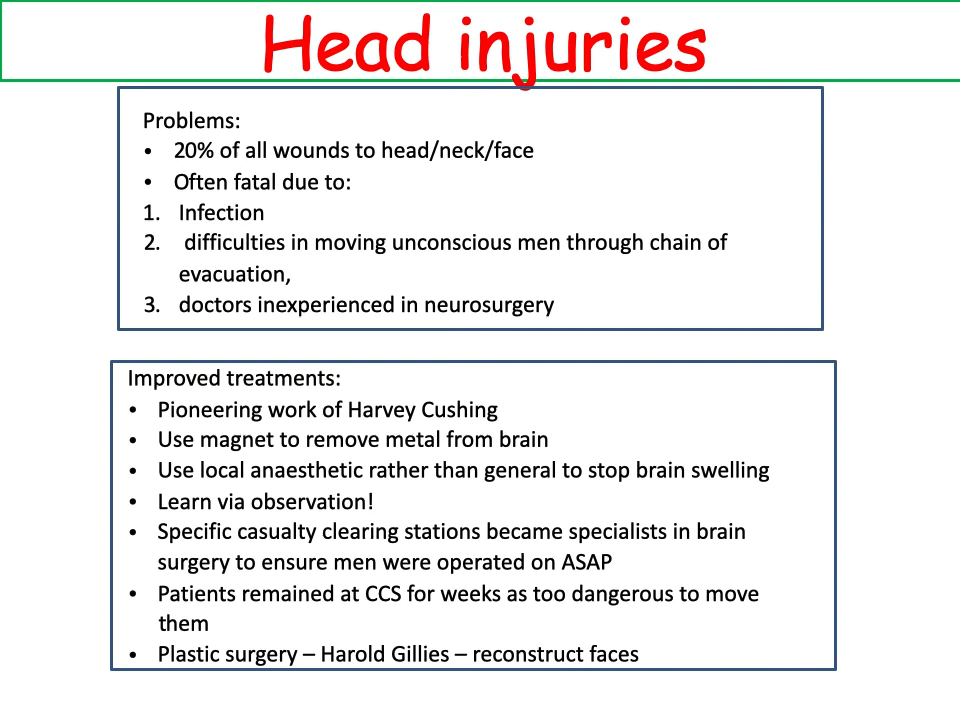 Head injuries
Problems:
• 20% of all wounds to head/neck/face
• Often fatal due to:
1. Infection
2. difficulties in moving unconscious men through chain of
evacuation,
3. doctors inexperienced in neurosurgery
Improved treatments:
• Pioneering work of Harvey Cushing
• Use magnet to remove metal from brain
• Use local anaesthetic rather than general to stop brain swelling
• Learn via observation!
• Specific casualty clearing stations became specialists in brain
surgery to ensure men were operated on ASAP
• Patients remained at CCS for weeks as too dangerous to move
them
• Plastic surgery – Harold Gillies – reconstruct faces